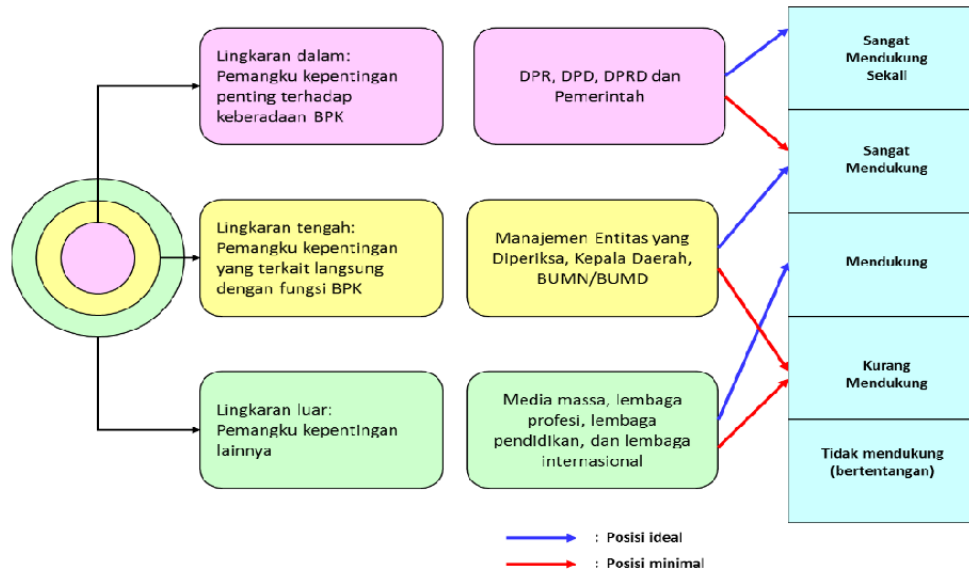 Lingkaran dalam:
Pemangku kepentingan
penting terhadap
keberadaan BPK
DPR, DPD, DPRD dan
Pemerintah
Sangat
Mendukung
Sekali
Sangat
Mendukung
Lingkaran tengah:
Pemangku kepentingan
yang terkait langsung
dengan fungsi BPK
Manajemen Entitas yang
Diperiksa, Kepala Daerah,
BUMN/BUMD
Mendukung
Kurang
Mendukung
Lingkaran luar:
Pemangku kepentingan
lainnya
Media massa, lembaga
profesi, lembaga
pendidikan, dan lembaga
internasional
Tidak mendukung
(bertentangan)
: Posisi ideal
: Posisi minimal